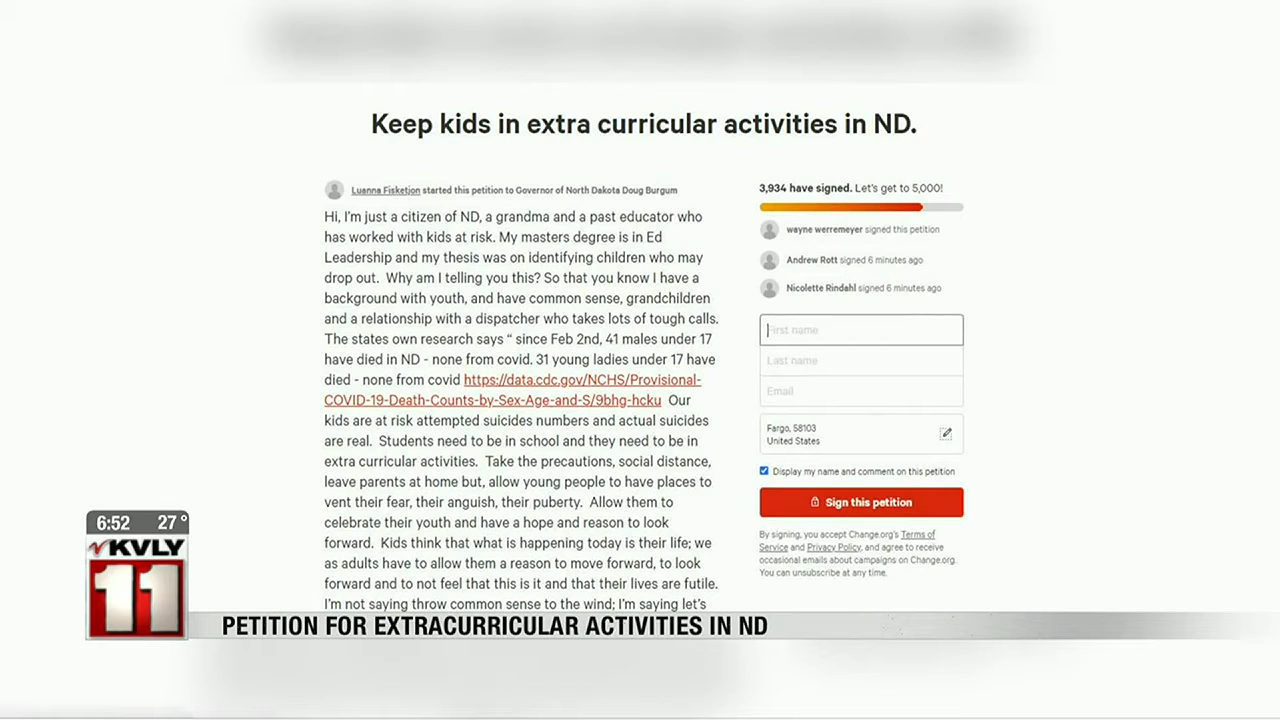 Keep kids in extra curricular activities in ND.
Luanna Fisketjon started this petition to Governor of North Dakota Doug Burgum
Hi, I'm just a citizen of ND, a grandma and a past educator who
has worked with kids at risk. My masters degree is in Ed
Leadership and my thesis was on identifying children who may
drop out.  Why am I telling you this? So that you know I have a
background with youth, and have common sense, grandchildren
and a relationship with a dispatcher who takes lots of tough calls.
The states own research says " since Feb 2nd, 41 males under 17
have died in ND - none from covid. 31 young ladies under 17 have
died - none from covid https://data.cdc.gov/NCHS/Provisional-
COVID-19-Death-Counts-by-Sex-Age-and-S/9bhg-hcku  Our
kids are at risk attempted suicides numbers and actual suicides
are real.  Students need to be in school and they need to be in
extra curricular activities.  Take the precautions, social distance,
leave parents at home but, allow young people to have places to
vent their fear, their anguish, their puberty.  Allow them to
celebrate their youth and have a hope and reason to look
forward.  Kids think that what is happening today is their life; we
as adults have to allow them a reason to move forward, to look
forward and to not feel that this is it and that their lives are futile.
I'm not saying throw common sense to the wind; I'm saying let's
3,934 have signed. Let's get to 5,000!
wayne werremeyer signed this petition
Andrew Rott signed 6 minutes ago
Nicolette Rindahl signed 6 minutes ago
First name
Last name
Email
Fargo, 58103
United States
Display my name and comment on this petition
Sign this petition
By signing, you accept Change.org's Terms of
Service and Privacy Policy, and agree to receive
occasional emails about campaigns on Change.org.
You can unsubscribe at any time.
6:52 27°
KVLY
11
PETITION FOR EXTRACURRICULAR ACTIVITIES IN ND